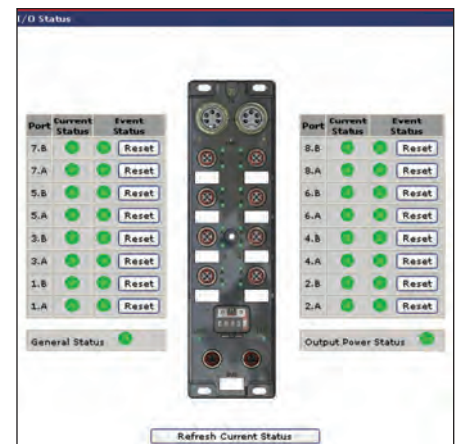 I/O Status
Port Current Status Event Status
7.B Reset
7.A Reset
5.B Reset
5.A Reset
3.B Reset
3.A Reset
1.B Reset
1.A Reset
General Status
Port Current Status Event Status
8.B Reset
8.A Reset
6.B Reset
6.A Reset
4.B Reset
4.A Reset
2.B Reset
2.A Reset
Output Power Status
Refresh Current Status